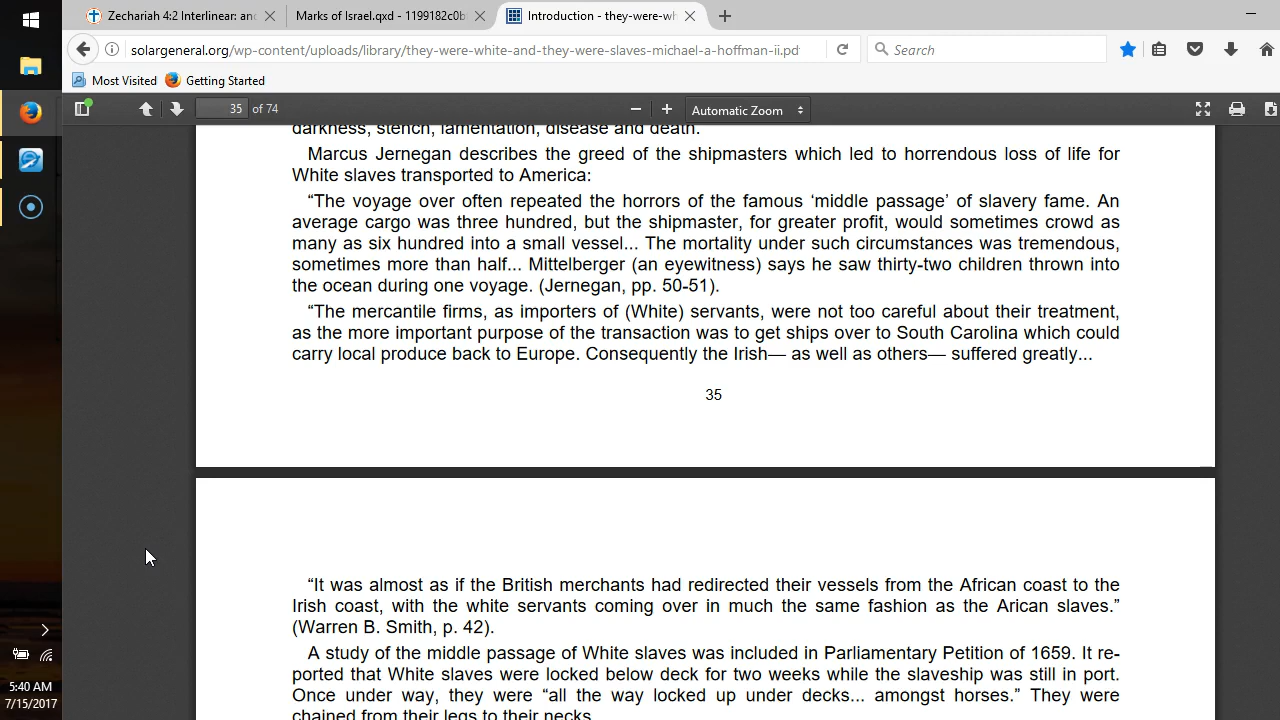 Zechariah 4:2 Interlinear: an
Marks of Israel.qxd - 1199182c0b
Introduction - they-were-wh
solargeneral.org/wp-content/uploads/library/they-were-white-and-they-were-slaves-michael-a-hoffman-ii.pd
Search
Most Visited
Getting Started
35 of 74
Automatic Zoom
darkness, stench, lamentation, disease and death.
Marcus Jernegan describes the greed of the shipmasters which led to horrendous loss of life for
White slaves transported to America:
“The voyage over often repeated the horrors of the famous ‘middle passage’ of slavery fame. An
average cargo was three hundred, but the shipmaster, for greater profit, would sometimes crowd as
many as six hundred into a small vessel... The mortality under such circumstances was tremendous,
sometimes more than half... Mittelberger (an eyewitness) says he saw thirty-two children thrown into
the ocean during one voyage. (Jernegan, pp. 50-51).
“The mercantile firms, as importers of (White) servants, were not too careful about their treatment,
as the more important purpose of the transaction was to get ships over to South Carolina which could
carry local produce back to Europe. Consequently the Irish— as well as others— suffered greatly...
35
“It was almost as if the British merchants had redirected their vessels from the African coast to the
Irish coast, with the white servants coming over in much the same fashion as the Arican slaves.”
(Warren B. Smith, p. 42).
A study of the middle passage of White slaves was included in Parliamentary Petition of 1659. It re-
ported that White slaves were locked below deck for two weeks while the slaveship was still in port.
Once under way, they were “all the way locked up under decks... amongst horses.” They were
chained from their legs to their necks.
5:40 AM
7/15/2017